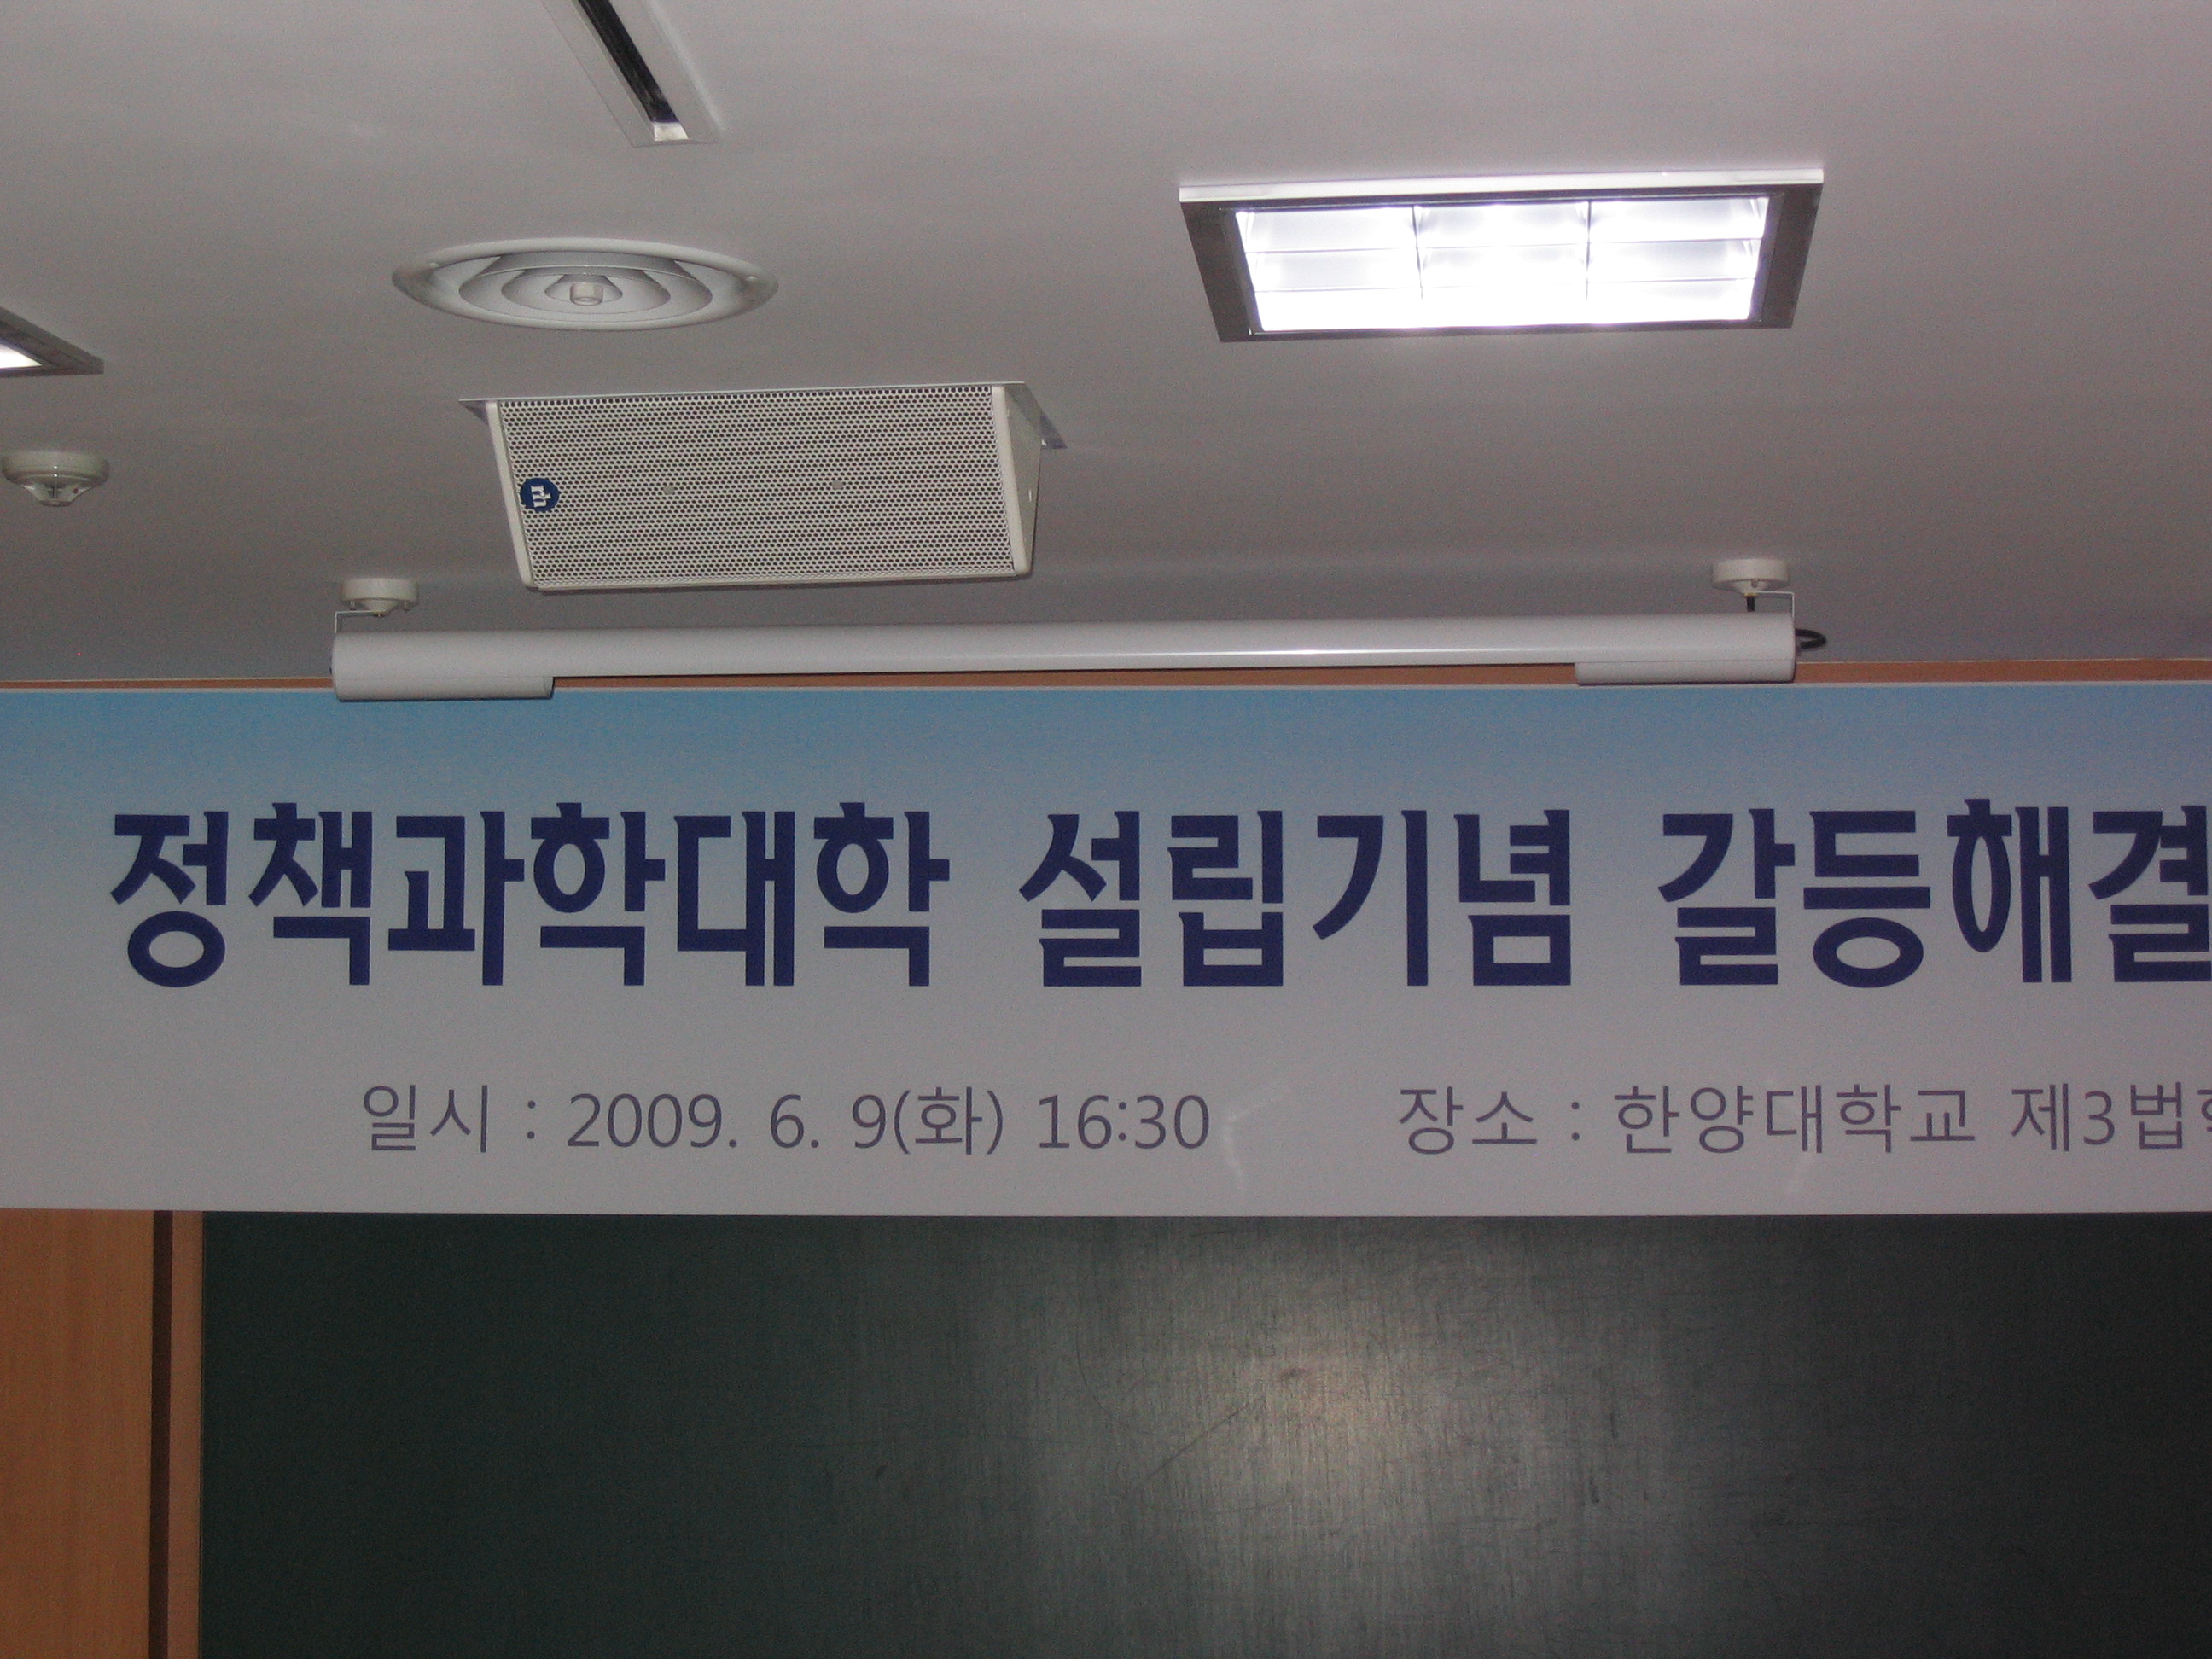 정책과학대학 설립기념 갈등해결
일시 : 2009. 6. 9(화) 16:30 장소 : 한양대학교 제3법